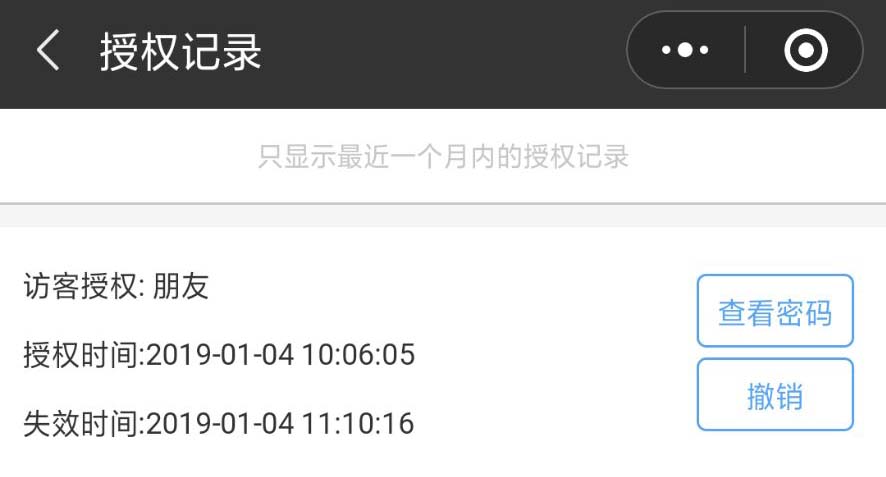 授权记录
只显示最近一个月内的授权记录
访客授权: 朋友
查看密码
授权时间:2019-01-04 10:06:05
撤销
失效时间:2019-01-04 11:10:16